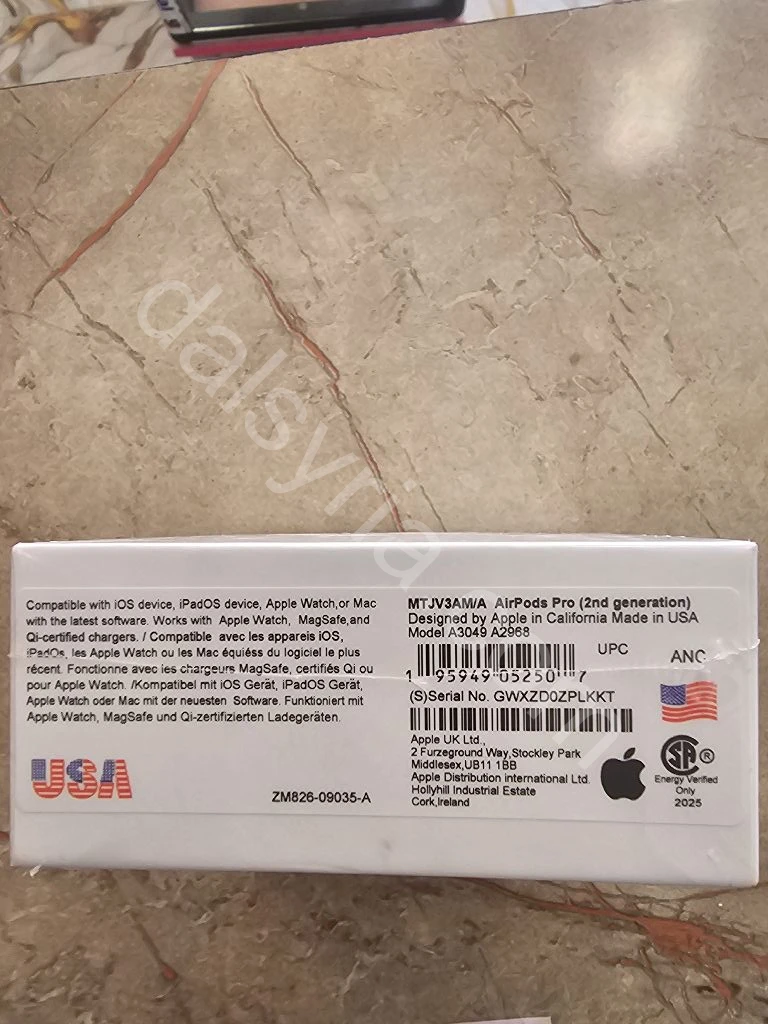 dalsyria
Compatible with iOS device, iPadOS device, Apple Watch,or Mac
with the latest software. Works with Apple Watch, MagSafe,and
Qi-certified chargers. / Compatible avec les appareis iOS,
iPadOs, les Apple Watch ou les Mac équiéss du logiciel le plus
récent. Fonctionne avec les chargeurs MagSafe, certifiés Qi ou
pour Apple Watch. /Kompatibel mit iOS Gerät, iPadOS Gerät,
Apple Watch oder Mac mit der neuesten Software. Funktioniert mit
Apple Watch, MagSafe und Qi-zertifizierten Ladegeräten.
USA
ZM826-09035-A
MTJV3AM/A AirPods Pro (2nd generation)
Designed by Apple in California Made in USA
Model A3049 A2968
UPC
ANC
1 95949 05250 7
(S)Serial No. GWXZD0ZPLKKT
Apple UK Ltd.,
2 Furzeground Way,Stockley Park
Middlesex,UB11 1BB
Apple Distribution international Ltd.
Hollyhill Industrial Estate
Cork,Ireland
SA ®
Energy Verified
Only
2025